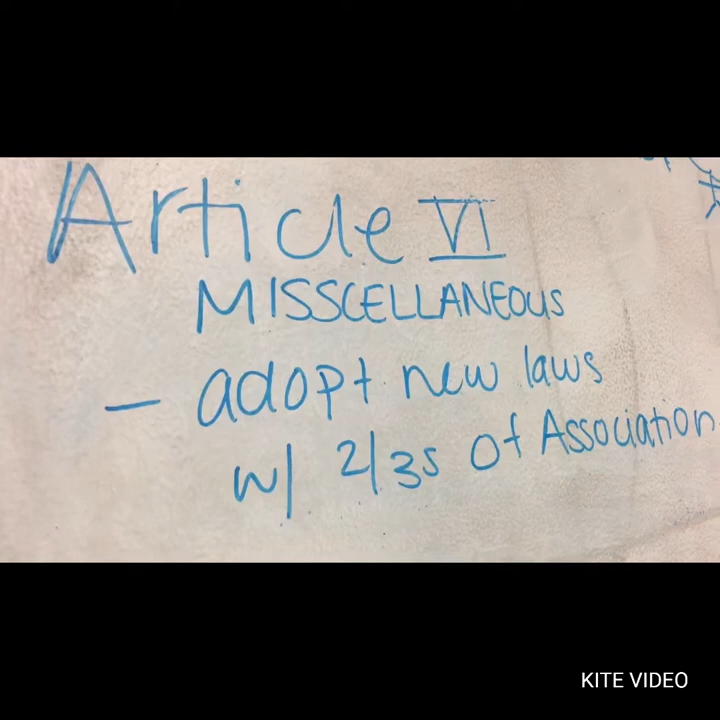 Article VI
MISSCELLANEOUS
- adopt new laws
w/ 2/3s of Association
KITE VIDEO